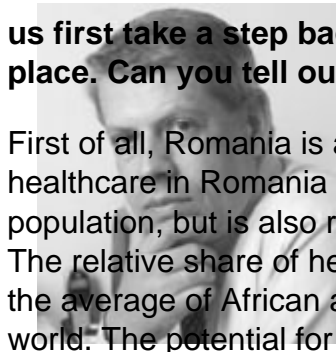 us first take a step ba
place. Can you tell ou
First of all, Romania is a
healthcare in Romania
population, but is also r
The relative share of he
the average of African a
world. The potential for